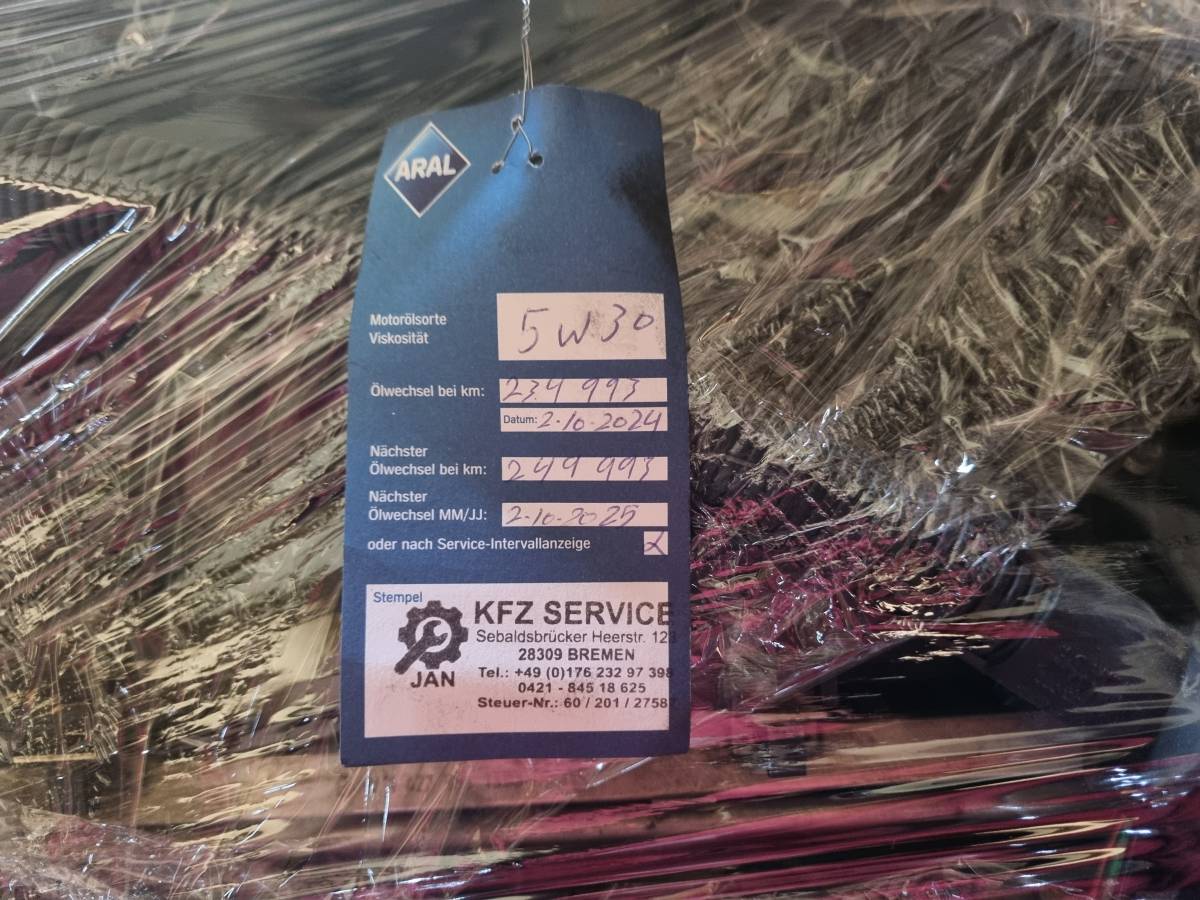 ARAL
Motorölsorte
Viskosität
5W30
Ölwechsel bei km: 234 993
Datum: 2-10-2024
Nächster
Ölwechsel bei km: 249 993
Nächster
Ölwechsel MM/JJ: 2-10-2025
oder nach Service-Intervallanzeige
Stempel
KFZ SERVICE
JAN
Sebaldsbrücker Heerstr.
28309 BREMEN
Tel.: +49 (0)176 232 97 398
0421 - 845 18 625
Steuer-Nr.: 60 / 201 /